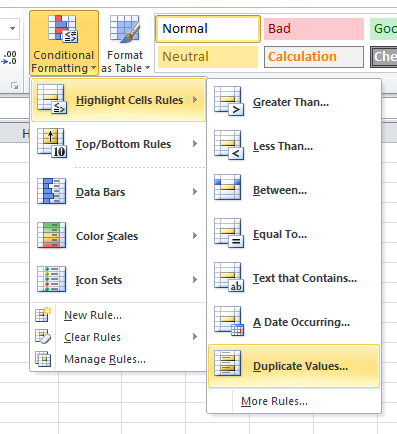 .00
.0
Conditional
Formatting
Format
as Table
Normal
Bad
Neutral
Calculation
H
Highlight Cells Rules
Top/Bottom Rules
Data Bars
Color Scales
Icon Sets
New Rule...
Clear Rules
Manage Rules...
Greater Than...
Less Than...
Between...
Equal To...
Text that Contains...
A Date Occurring...
Duplicate Values...
More Rules...